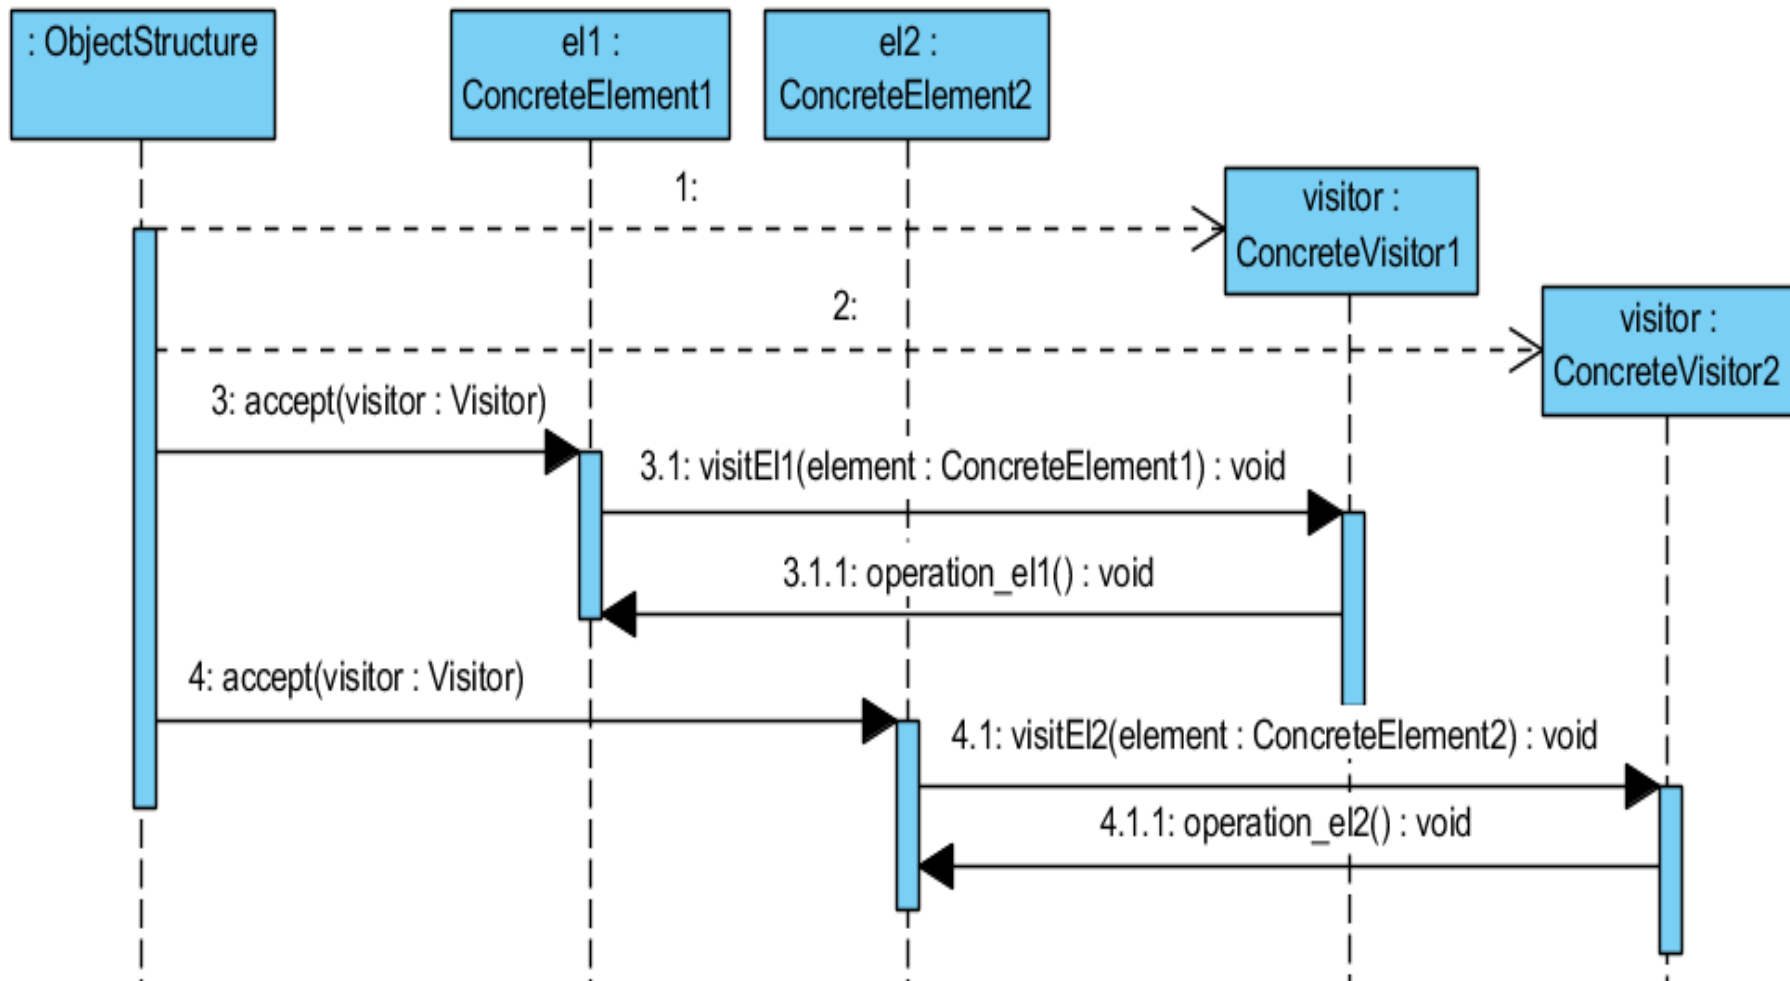 : ObjectStructure
el1 :
ConcreteElement1
el2 :
ConcreteElement2
1:
visitor :
ConcreteVisitor1
2:
visitor :
ConcreteVisitor2
3: accept(visitor : Visitor)
3.1: visitEl1(element : ConcreteElement1) : void
3.1.1: operation_el1() : void
4: accept(visitor : Visitor)
4.1: visitEl2(element : ConcreteElement2) : void
4.1.1: operation_el2() : void